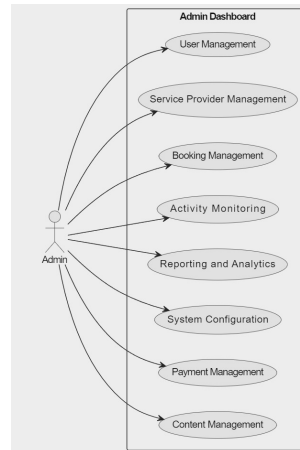 Admin Dashboard
User Management
Service Provider Management
Booking Management
Activity Monitoring
Admin
Reporting and Analytics
System Configuration
Payment Management
Content Management